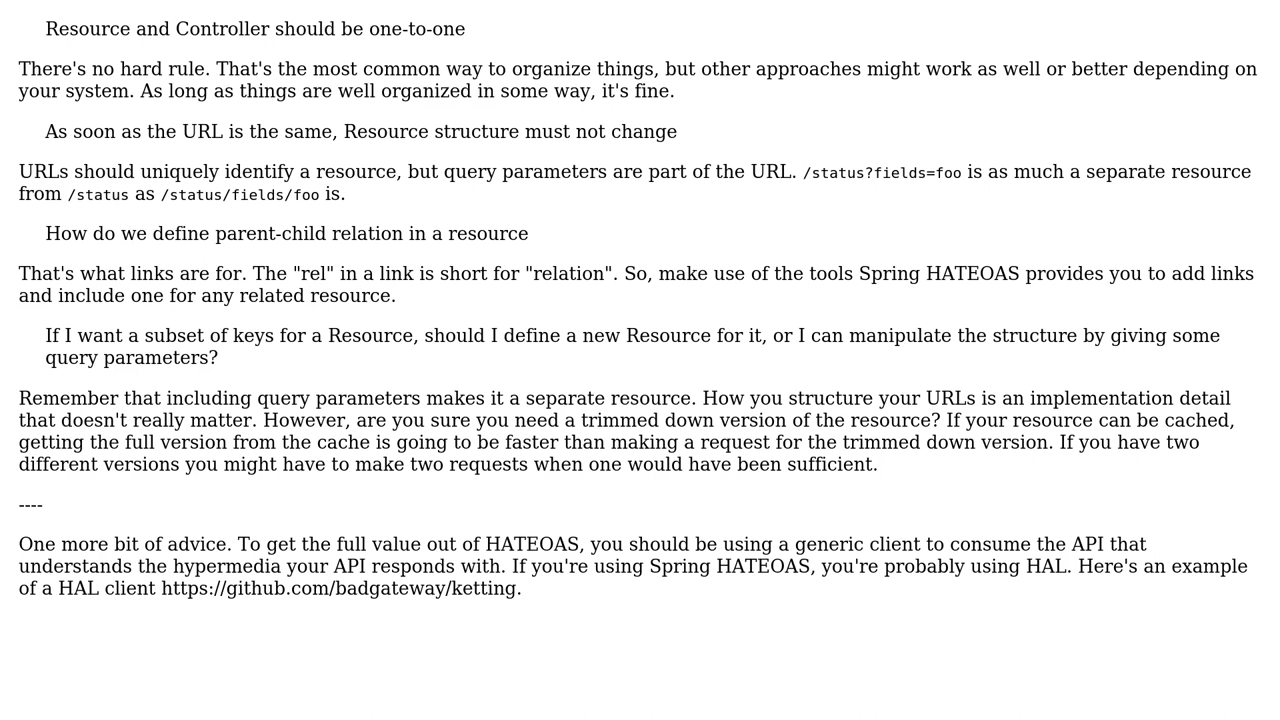 Resource and Controller should be one-to-one
There's no hard rule. That's the most common way to organize things, but other approaches might work as well or better depending on
your system. As long as things are well organized in some way, it's fine.
As soon as the URL is the same, Resource structure must not change
URLs should uniquely identify a resource, but query parameters are part of the URL. /status?fields=foo is as much a separate resource
from /status as /status/fields/foo is.
How do we define parent-child relation in a resource
That's what links are for. The "rel" in a link is short for "relation". So, make use of the tools Spring HATEOAS provides you to add links
and include one for any related resource.
If I want a subset of keys for a Resource, should I define a new Resource for it, or I can manipulate the structure by giving some
query parameters?
Remember that including query parameters makes it a separate resource. How you structure your URLs is an implementation detail
that doesn't really matter. However, are you sure you need a trimmed down version of the resource? If your resource can be cached,
getting the full version from the cache is going to be faster than making a request for the trimmed down version. If you have two
different versions you might have to make two requests when one would have been sufficient.
----
One more bit of advice. To get the full value out of HATEOAS, you should be using a generic client to consume the API that
understands the hypermedia your API responds with. If you're using Spring HATEOAS, you're probably using HAL. Here's an example
of a HAL client https://github.com/badgateway/ketting.